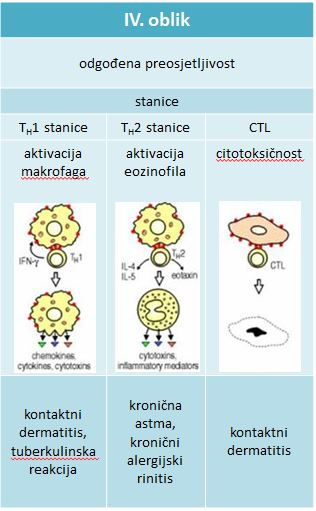 IV. oblik
odgođena preosjetljivost
stanice
TH1 stanice
TH2 stanice
CTL
aktivacija
makrofaga
aktivacija
eozinofila
citotoksičnost
IFN-γ
TH1
chemokines,
cytokines, cytotoxins
TH2
IL-4
IL-5
eotaxin
cytotoxins,
inflammatory mediators
CTL
kontaktni
dermatitis,
tuberkulinska
reakcija
kronična
astma,
kronični
alergijski
rinitis
kontaktni
dermatitis